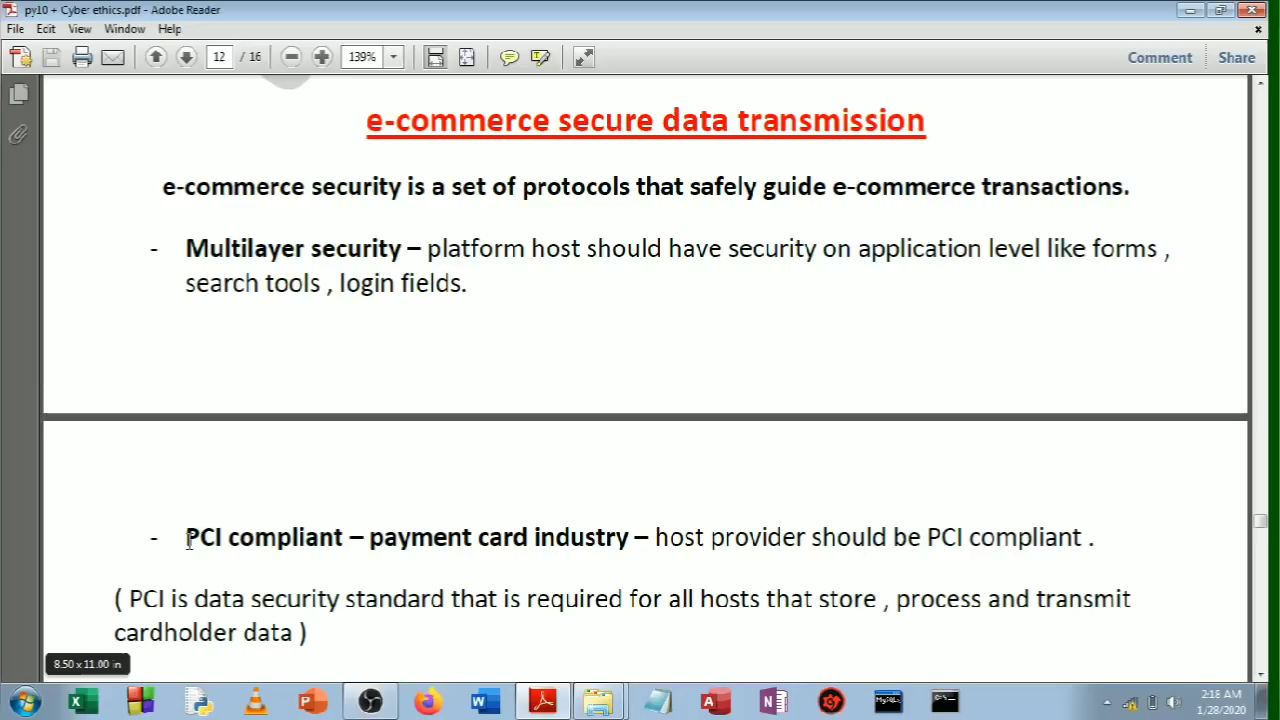 py10 + Cyber ethics.pdf - Adobe Reader
File Edit View Window Help
12 / 16 139% Comment Share
e-commerce secure data transmission
e-commerce security is a set of protocols that safely guide e-commerce transactions.
- Multilayer security – platform host should have security on application level like forms ,
search tools , login fields.
- PCI compliant – payment card industry – host provider should be PCI compliant .
( PCI is data security standard that is required for all hosts that store , process and transmit
cardholder data )
8.50 x 11.00 in
2:18 AM
1/28/2020